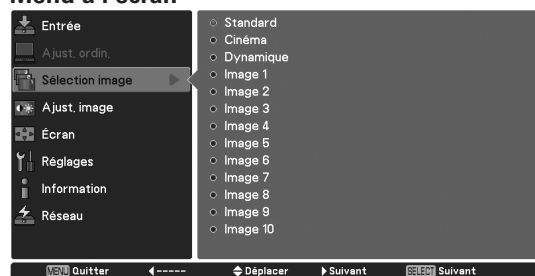 Menu à l'écran
Entrée
Ajust. ordin.
Sélection image
Ajust. image
Écran
Réglages
Information
Réseau
Standard
Cinéma
Dynamique
Image 1
Image 2
Image 3
Image 4
Image 5
Image 6
Image 7
Image 8
Image 9
Image 10
MENU Quitter ◀----- Déplacer ▶Suivant SELECT Suivant